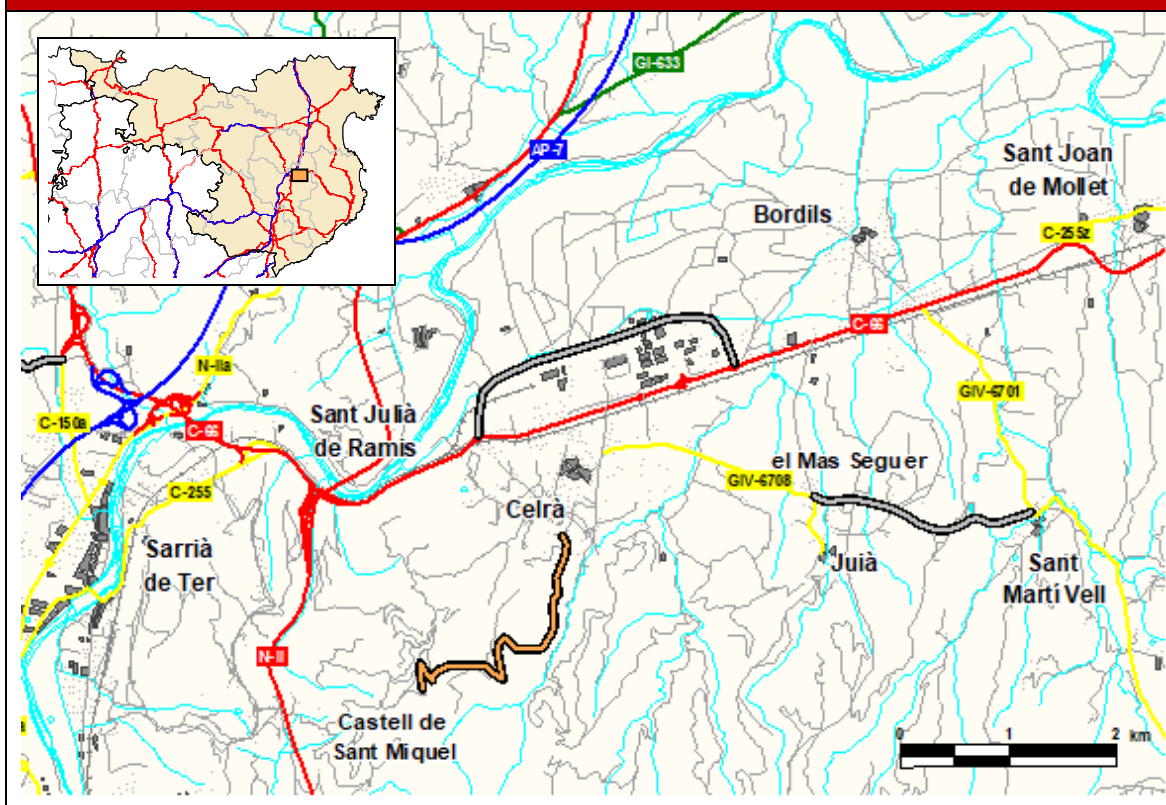 GI-633
AP-7
Sant Joan
de Mollet
Bordils
C-255z
C-66
N-IIa
GIV-6701
C-150a
Sant Julià
de Ramis
C-66
el Mas Seguer
C-255
GIV-6708
Celrà
Sarrià
de Ter
Juià
Sant
Martí Vell
N-II
Castell de
Sant Miquel
0 1 2 km